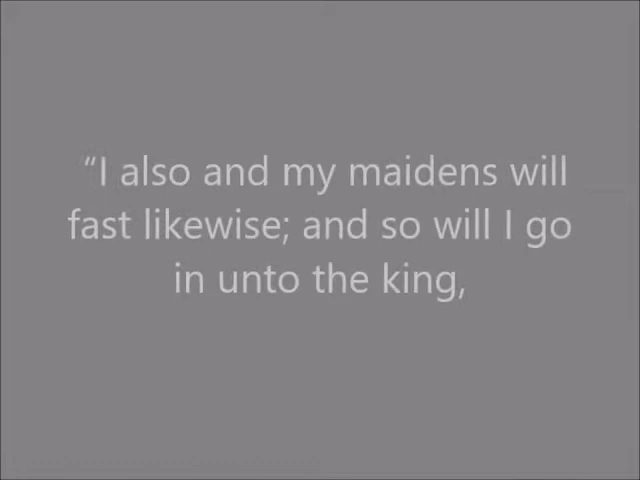 “I also and my maidens will
fast likewise; and so will I go
in unto the king,